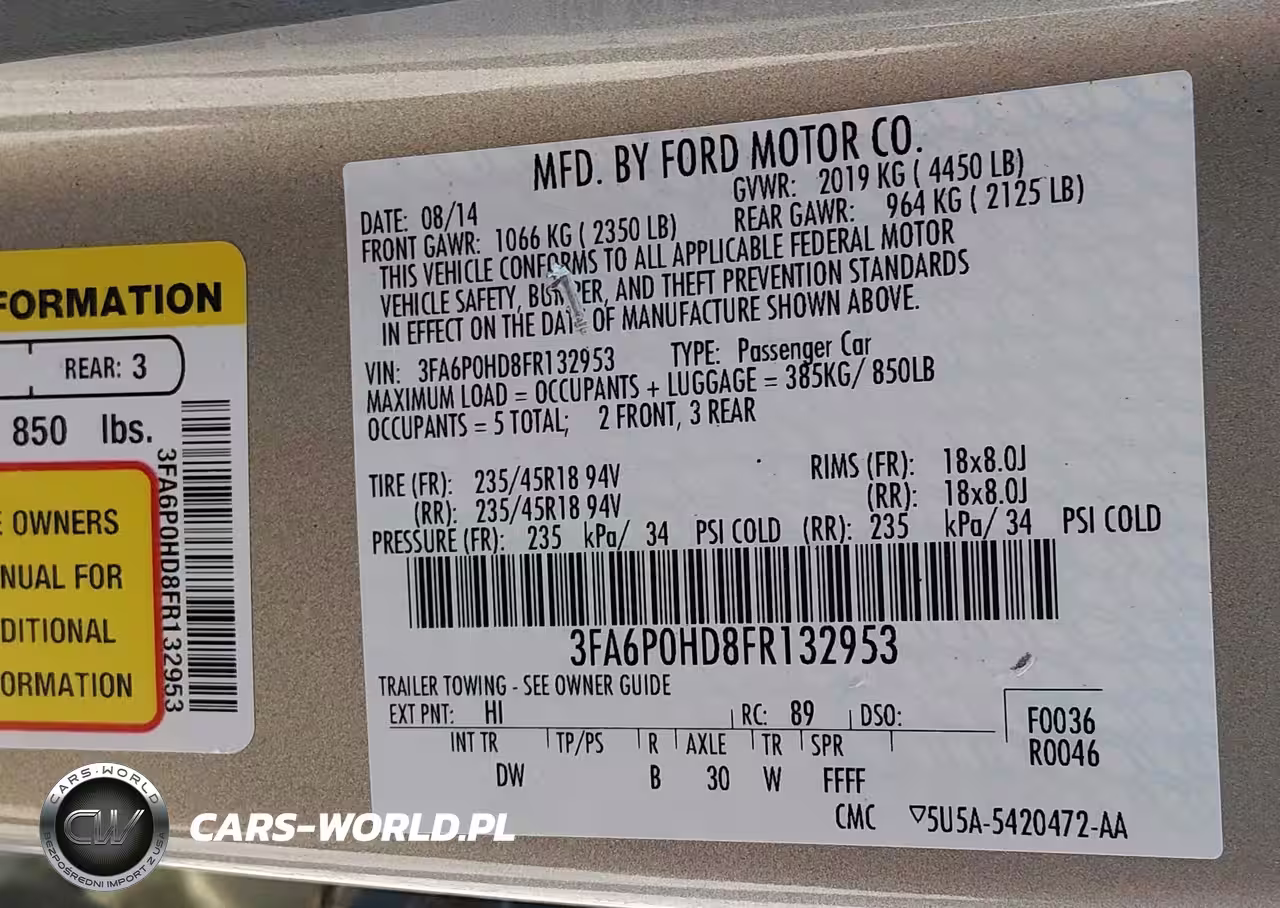 FORMATION
REAR: 3
850 lbs.
E OWNERS
NUAL FOR
DITIONAL
ORMATION
3FA6P0HD8FR132953
MFD. BY FORD MOTOR CO.
DATE: 08/14 GVWR: 2019 KG ( 4450 LB)
FRONT GAWR: 1066 KG ( 2350 LB) REAR GAWR: 964 KG ( 2125 LB)
THIS VEHICLE CONFORMS TO ALL APPLICABLE FEDERAL MOTOR
VEHICLE SAFETY, BUMPER, AND THEFT PREVENTION STANDARDS
IN EFFECT ON THE DATE OF MANUFACTURE SHOWN ABOVE.
VIN: 3FA6P0HD8FR132953 TYPE: Passenger Car
MAXIMUM LOAD = OCCUPANTS + LUGGAGE = 385KG/ 850LB
OCCUPANTS = 5 TOTAL; 2 FRONT, 3 REAR
TIRE (FR): 235/45R18 94V RIMS (FR): 18x8.0J
(RR): 235/45R18 94V (RR): 18x8.0J
PRESSURE (FR): 235 kPa/ 34 PSI COLD (RR): 235 kPa/ 34 PSI COLD
3FA6P0HD8FR132953
TRAILER TOWING - SEE OWNER GUIDE
EXT PNT: HI RC: 89 DSO:
INT TR TP/PS R AXLE TR SPR
DW B 30 W FFFF
F0036
R0046
CMC ▽5U5A-5420472-AA
CARS-WORLD
CW
BEZPOŚREDNI IMPORT Z USA
CARS-WORLD.PL